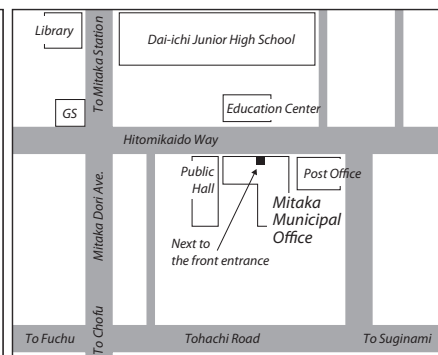 Library
To Mitaka Station
Dai-ichi Junior High School
GS
Education Center
Hitomikaido Way
Mitaka Dori Ave.
Public
Hall
Post Office
Mitaka
Municipal
Office
Next to
the front entrance
To Chofu
To Fuchu
Tohachi Road
To Suginami